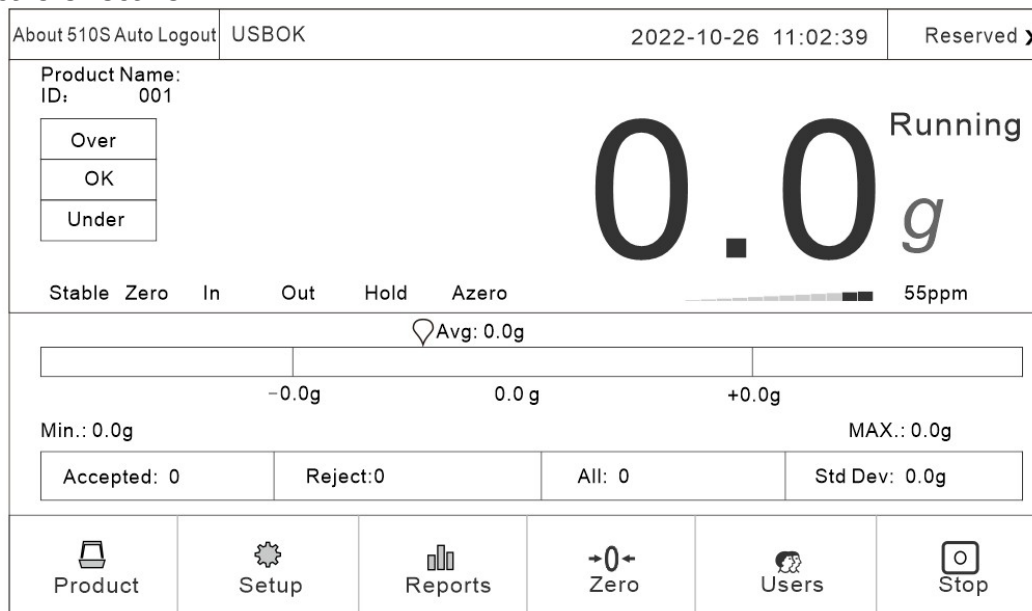 About 510S Auto Logout USBOK 2022-10-26 11:02:39 Reserved
Product Name:
ID: 001
Over
OK
Under
0.0 g
Running
Stable Zero In Out Hold Azero 55ppm
Avg: 0.0g
-0.0g 0.0 g +0.0g
Min.: 0.0g MAX.: 0.0g
Accepted: 0 Reject:0 All: 0 Std Dev: 0.0g
→0←
Product Setup Reports Zero Users Stop